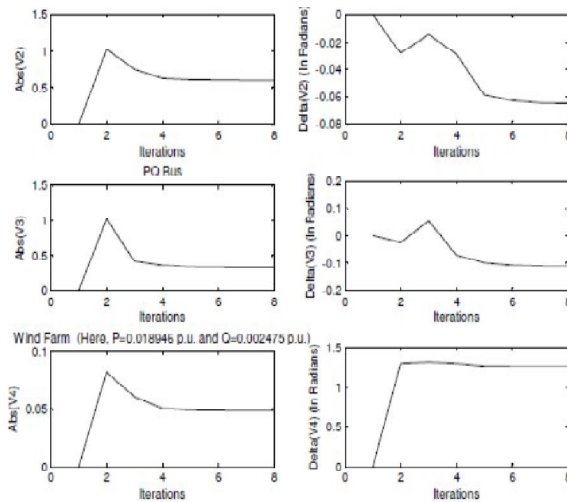 1.5
1
0.5
0
Abs(V2)
0 2 4 6 8
Iterations
0
-0.02
-0.04
-0.06
-0.08
Delta(V2) (In Radians)
0 2 4 6 8
Iterations
PQ Bus
1.5
1
0.5
0
Abs(V3)
0 2 4 6 8
Iterations
0.2
0.1
0
-0.1
-0.2
Delta(V3) (In Radians)
0 2 4 6 8
Iterations
Wind Farm (Here, P=0.018946 p.u. and Q=0.002475 p.u.)
0.1
0.05
0
Abs(V4)
0 2 4 6 8
Iterations
1.5
1
0.5
0
Delta(V4) (In Radians)
0 2 4 6 8
Iterations